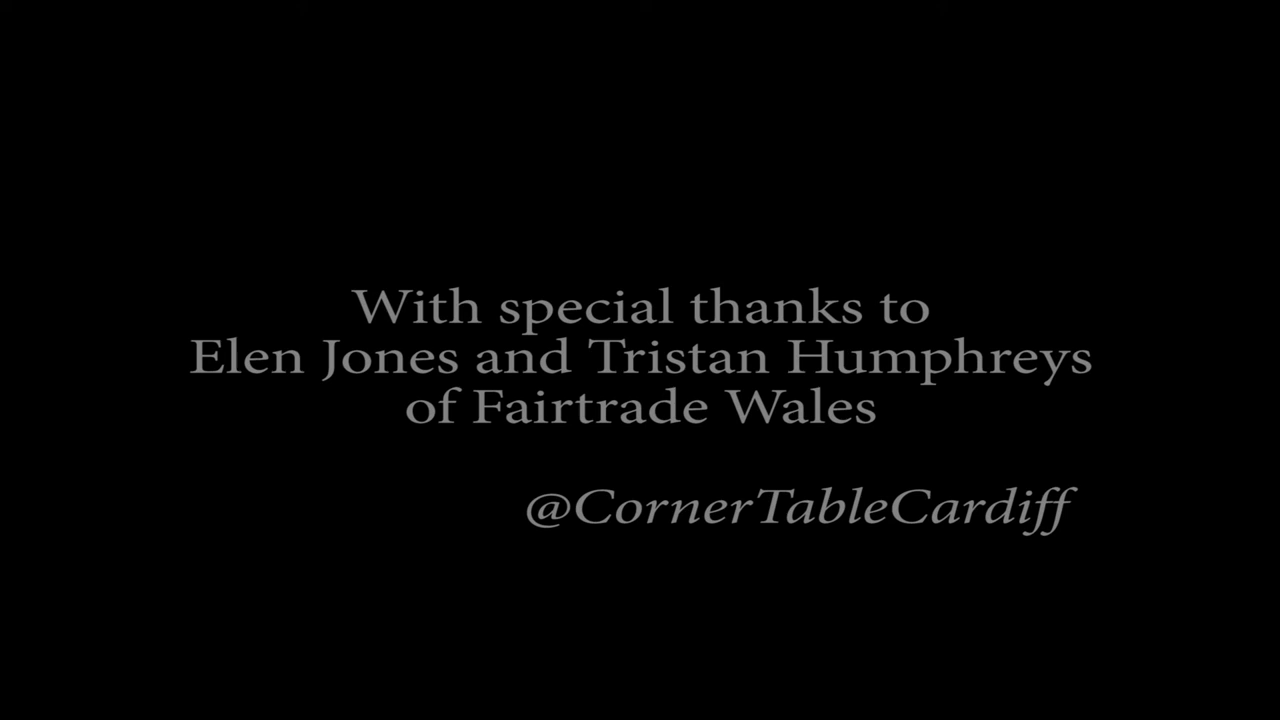 With special thanks to
Elen Jones and Tristan Humphreys
of Fairtrade Wales
@CornerTableCardiff